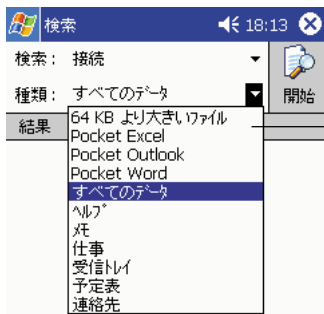 検索 18:13
検索: 接続
種類: すべてのデータ
開始
結果
64 KB より大きいファイル
Pocket Excel
Pocket Outlook
Pocket Word
すべてのデータ
ヘルプ
メモ
仕事
受信トレイ
予定表
連絡先